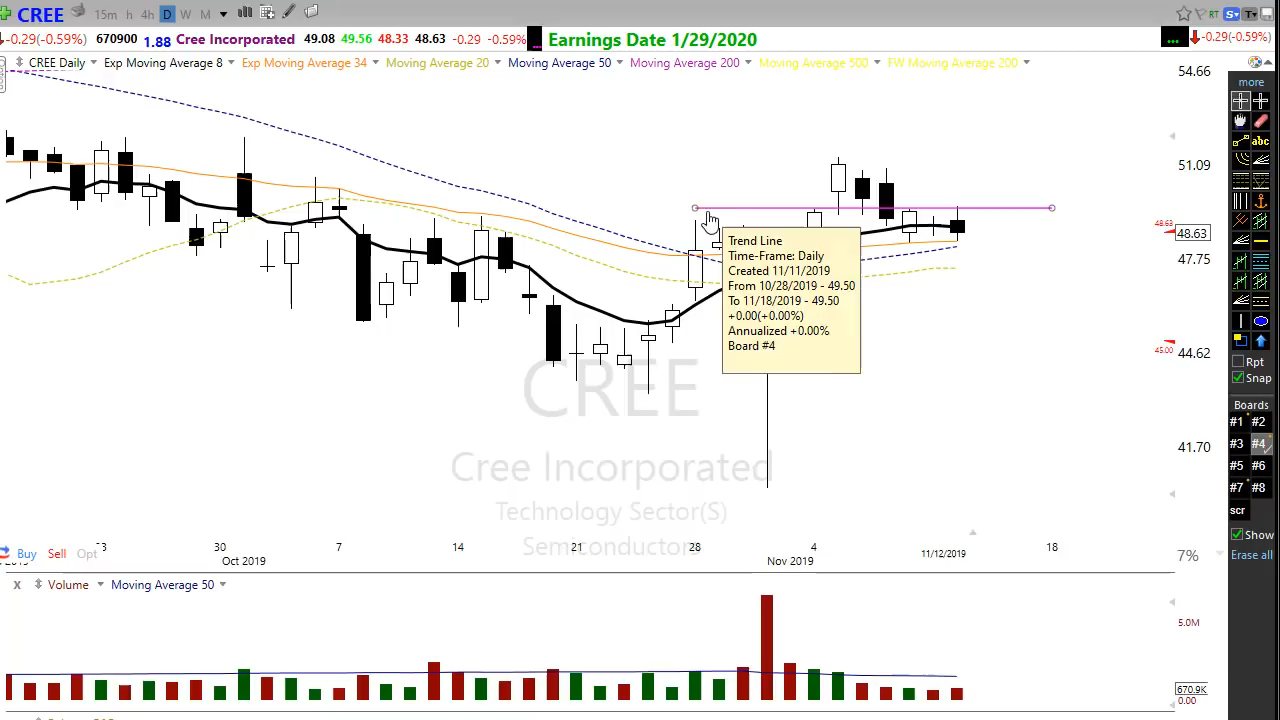 CREE 15m h 4h D W M RT S T
-0.29(-0.59%) 670900 1.88 Cree Incorporated 49.08 49.56 48.33 48.63 -0.29 -0.59% ... Earnings Date 1/29/2020 ... -0.29(-0.59%)
CREE Daily Exp Moving Average 8 Exp Moving Average 34 Moving Average 20 Moving Average 50 Moving Average 200 Moving Average 500 FW Moving Average 200
54.66
more
abc
51.09
48.63
48.63
47.75
Trend Line
Time-Frame: Daily
Created 11/11/2019
From 10/28/2019 - 49.50
To 11/18/2019 - 49.50
+0.00(+0.00%)
Annualized +0.00%
Board #4
45.00
44.62
Rpt
Snap
CREE
Boards
#1 #2
#3 #4
#5 #6
#7 #8
41.70
Cree Incorporated
Technology Sector(S)
Semiconductors
scr
Show
Erase all
Buy Sell Opt
30 7 14 21 28 4 11/12/2019 18
Oct 2019 Nov 2019
7%
X Volume Moving Average 50
5.0M
670.9K
0.00